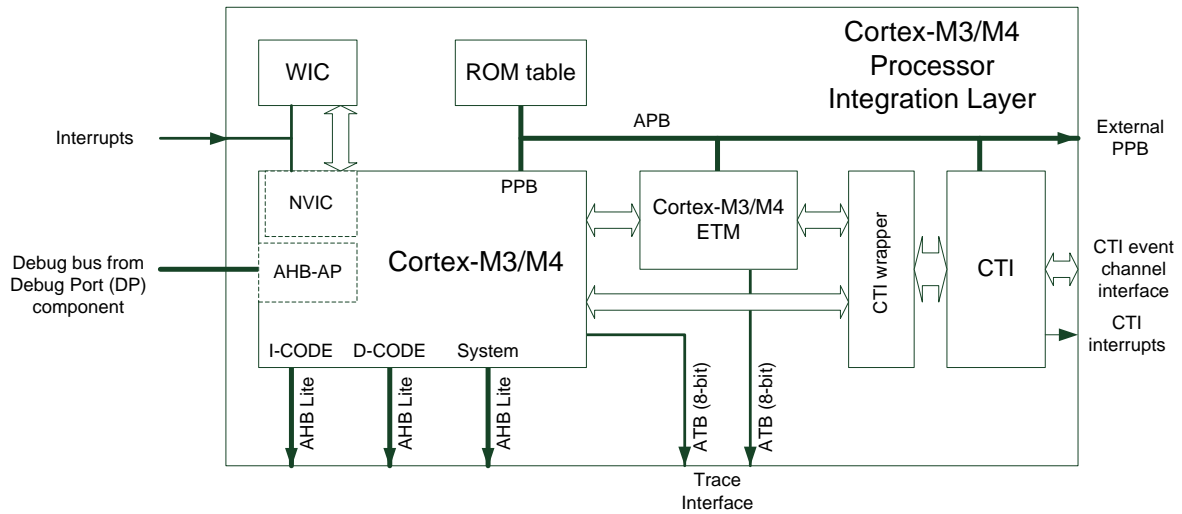 WIC
ROM table
Cortex-M3/M4
Processor
Integration Layer
Interrupts
APB
External
PPB
NVIC
PPB
Cortex-M3/M4
ETM
CTI wrapper
CTI
Debug bus from
Debug Port (DP)
component
AHB-AP
Cortex-M3/M4
CTI event
channel
interface
CTI
interrupts
I-CODE
D-CODE
System
AHB Lite
AHB Lite
AHB Lite
ATB (8-bit)
ATB (8-bit)
Trace
Interface